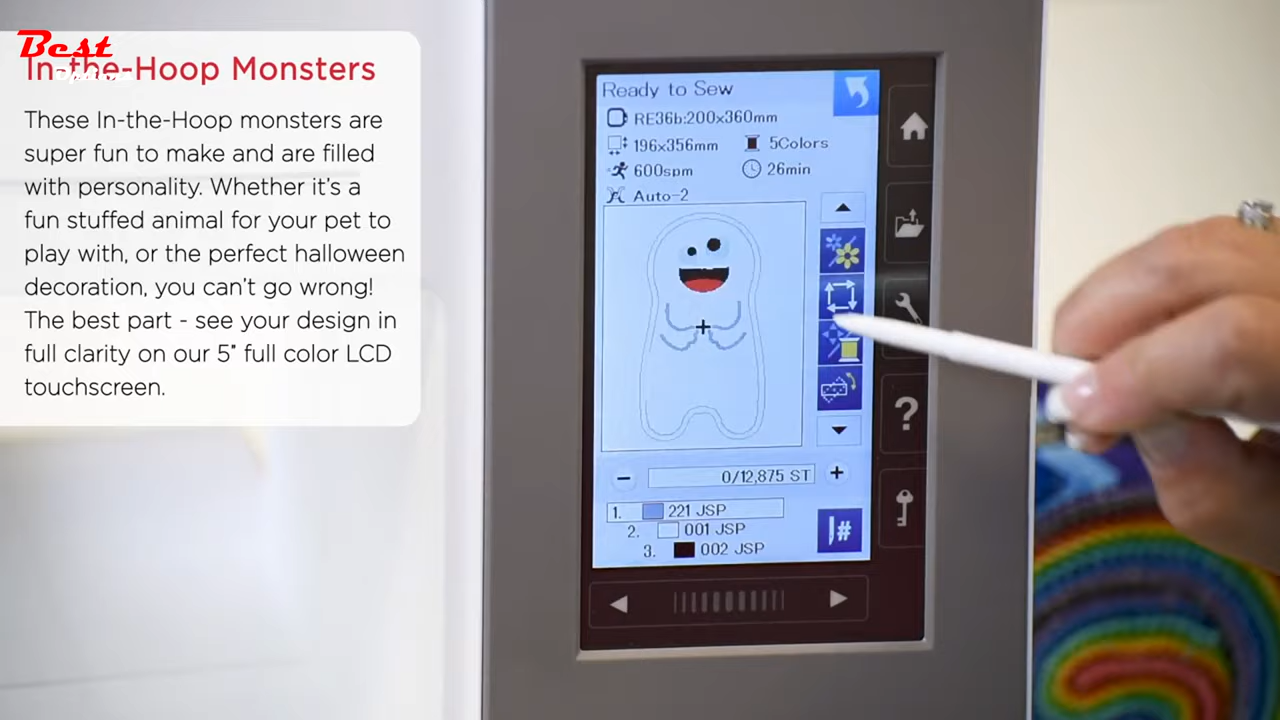 Best
In-the-Hoop Monsters
These In-the-Hoop monsters are
super fun to make and are filled
with personality. Whether it's a
fun stuffed animal for your pet to
play with, or the perfect halloween
decoration, you can't go wrong!
The best part - see your design in
full clarity on our 5" full color LCD
touchscreen.
Ready to Sew
RE36b:200x360mm
196x356mm 5Colors
600spm 26min
Auto-2
0/12,875 ST
1. 221 JSP
2. 001 JSP
3. 002 JSP
#
?